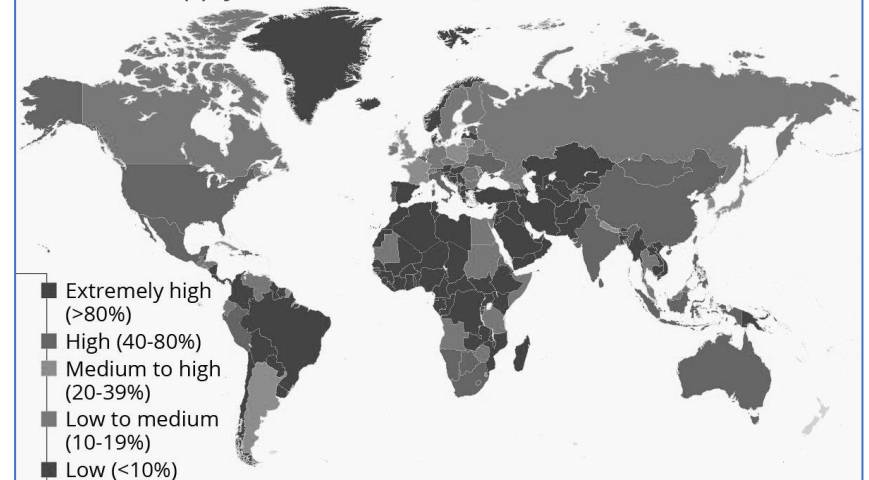 Extremely high
(>80%)
High (40-80%)
Medium to high
(20-39%)
Low to medium
(10-19%)
Low (<10%)